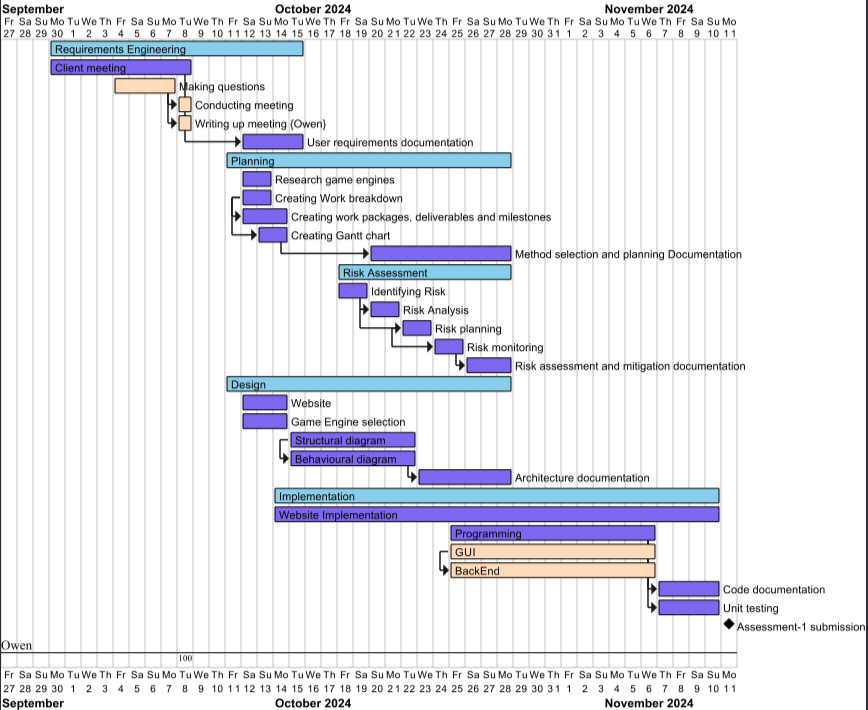 September October 2024 November 2024
Fr Sa Su Mo Tu We Th Fr Sa Su Mo Tu We Th Fr Sa Su Mo Tu We Th Fr Sa Su Mo Tu We Th Fr Sa Su Mo Tu We Th Fr Sa Su Mo Tu We Th Fr Sa Su Mo
27 28 29 30 1 2 3 4 5 6 7 8 9 10 11 12 13 14 15 16 17 18 19 20 21 22 23 24 25 26 27 28 29 30 31 1 2 3 4 5 6 7 8 9 10 11
Requirements Engineering
Client meeting
Making questions
Conducting meeting
Writing up meeting {Owen}
User requirements documentation
Planning
Research game engines
Creating Work breakdown
Creating work packages, deliverables and milestones
Creating Gantt chart
Method selection and planning Documentation
Risk Assessment
Identifying Risk
Risk Analysis
Risk planning
Risk monitoring
Risk assessment and mitigation documentation
Design
Website
Game Engine selection
Structural diagram
Behavioural diagram
Architecture documentation
Implementation
Website Implementation
Programming
GUI
BackEnd
Code documentation
Unit testing
Assessment-1 submission
Owen
100
Fr Sa Su Mo Tu We Th Fr Sa Su Mo Tu We Th Fr Sa Su Mo Tu We Th Fr Sa Su Mo Tu We Th Fr Sa Su Mo Tu We Th Fr Sa Su Mo Tu We Th Fr Sa Su Mo
27 28 29 30 1 2 3 4 5 6 7 8 9 10 11 12 13 14 15 16 17 18 19 20 21 22 23 24 25 26 27 28 29 30 31 1 2 3 4 5 6 7 8 9 10 11
September October 2024 November 2024